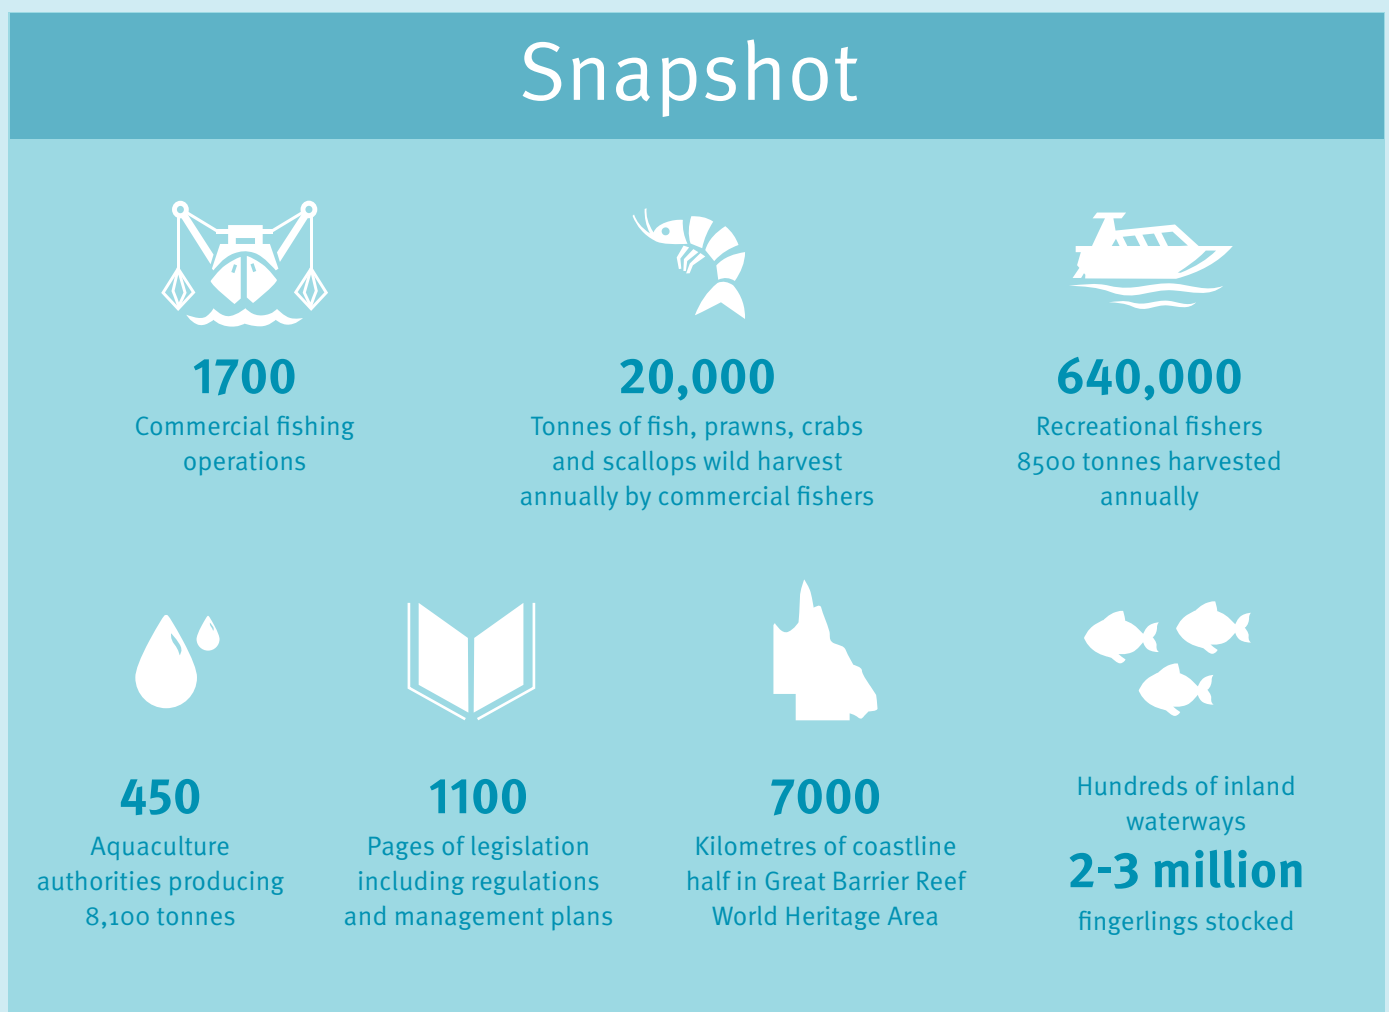 Snapshot
1700
Commercial fishing
operations
20,000
Tonnes of fish, prawns, crabs
and scallops wild harvest
annually by commercial fishers
640,000
Recreational fishers
8500 tonnes harvested
annually
450
Aquaculture
authorities producing
8,100 tonnes
1100
Pages of legislation
including regulations
and management plans
7000
Kilometres of coastline
half in Great Barrier Reef
World Heritage Area
Hundreds of inland
waterways
2-3 million
fingerlings stocked